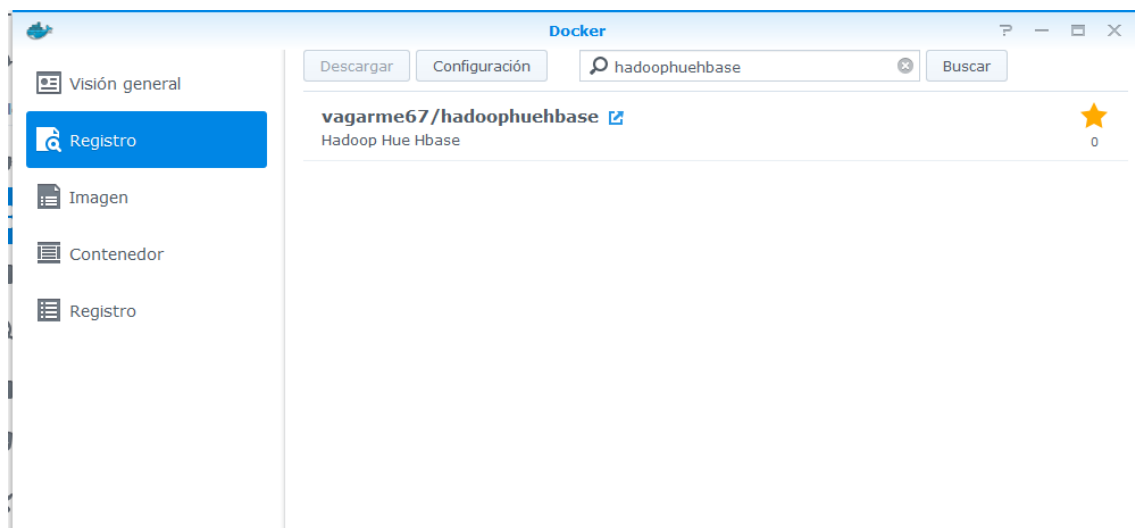 Docker
Visión general
Registro
Imagen
Contenedor
Registro
Descargar
Configuración
hadoophuehbase
Buscar
vagarme67/hadoophuehbase
Hadoop Hue Hbase
0